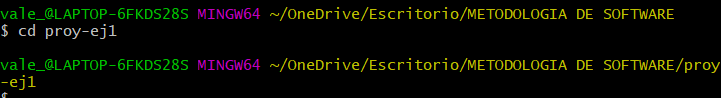 vale_@LAPTOP-6FKDS28S MINGW64 ~/OneDrive/Escritorio/METODOLOGIA DE SOFTWARE
$ cd proy-ej1
vale_@LAPTOP-6FKDS28S MINGW64 ~/OneDrive/Escritorio/METODOLOGIA DE SOFTWARE/proy
-ej1
$